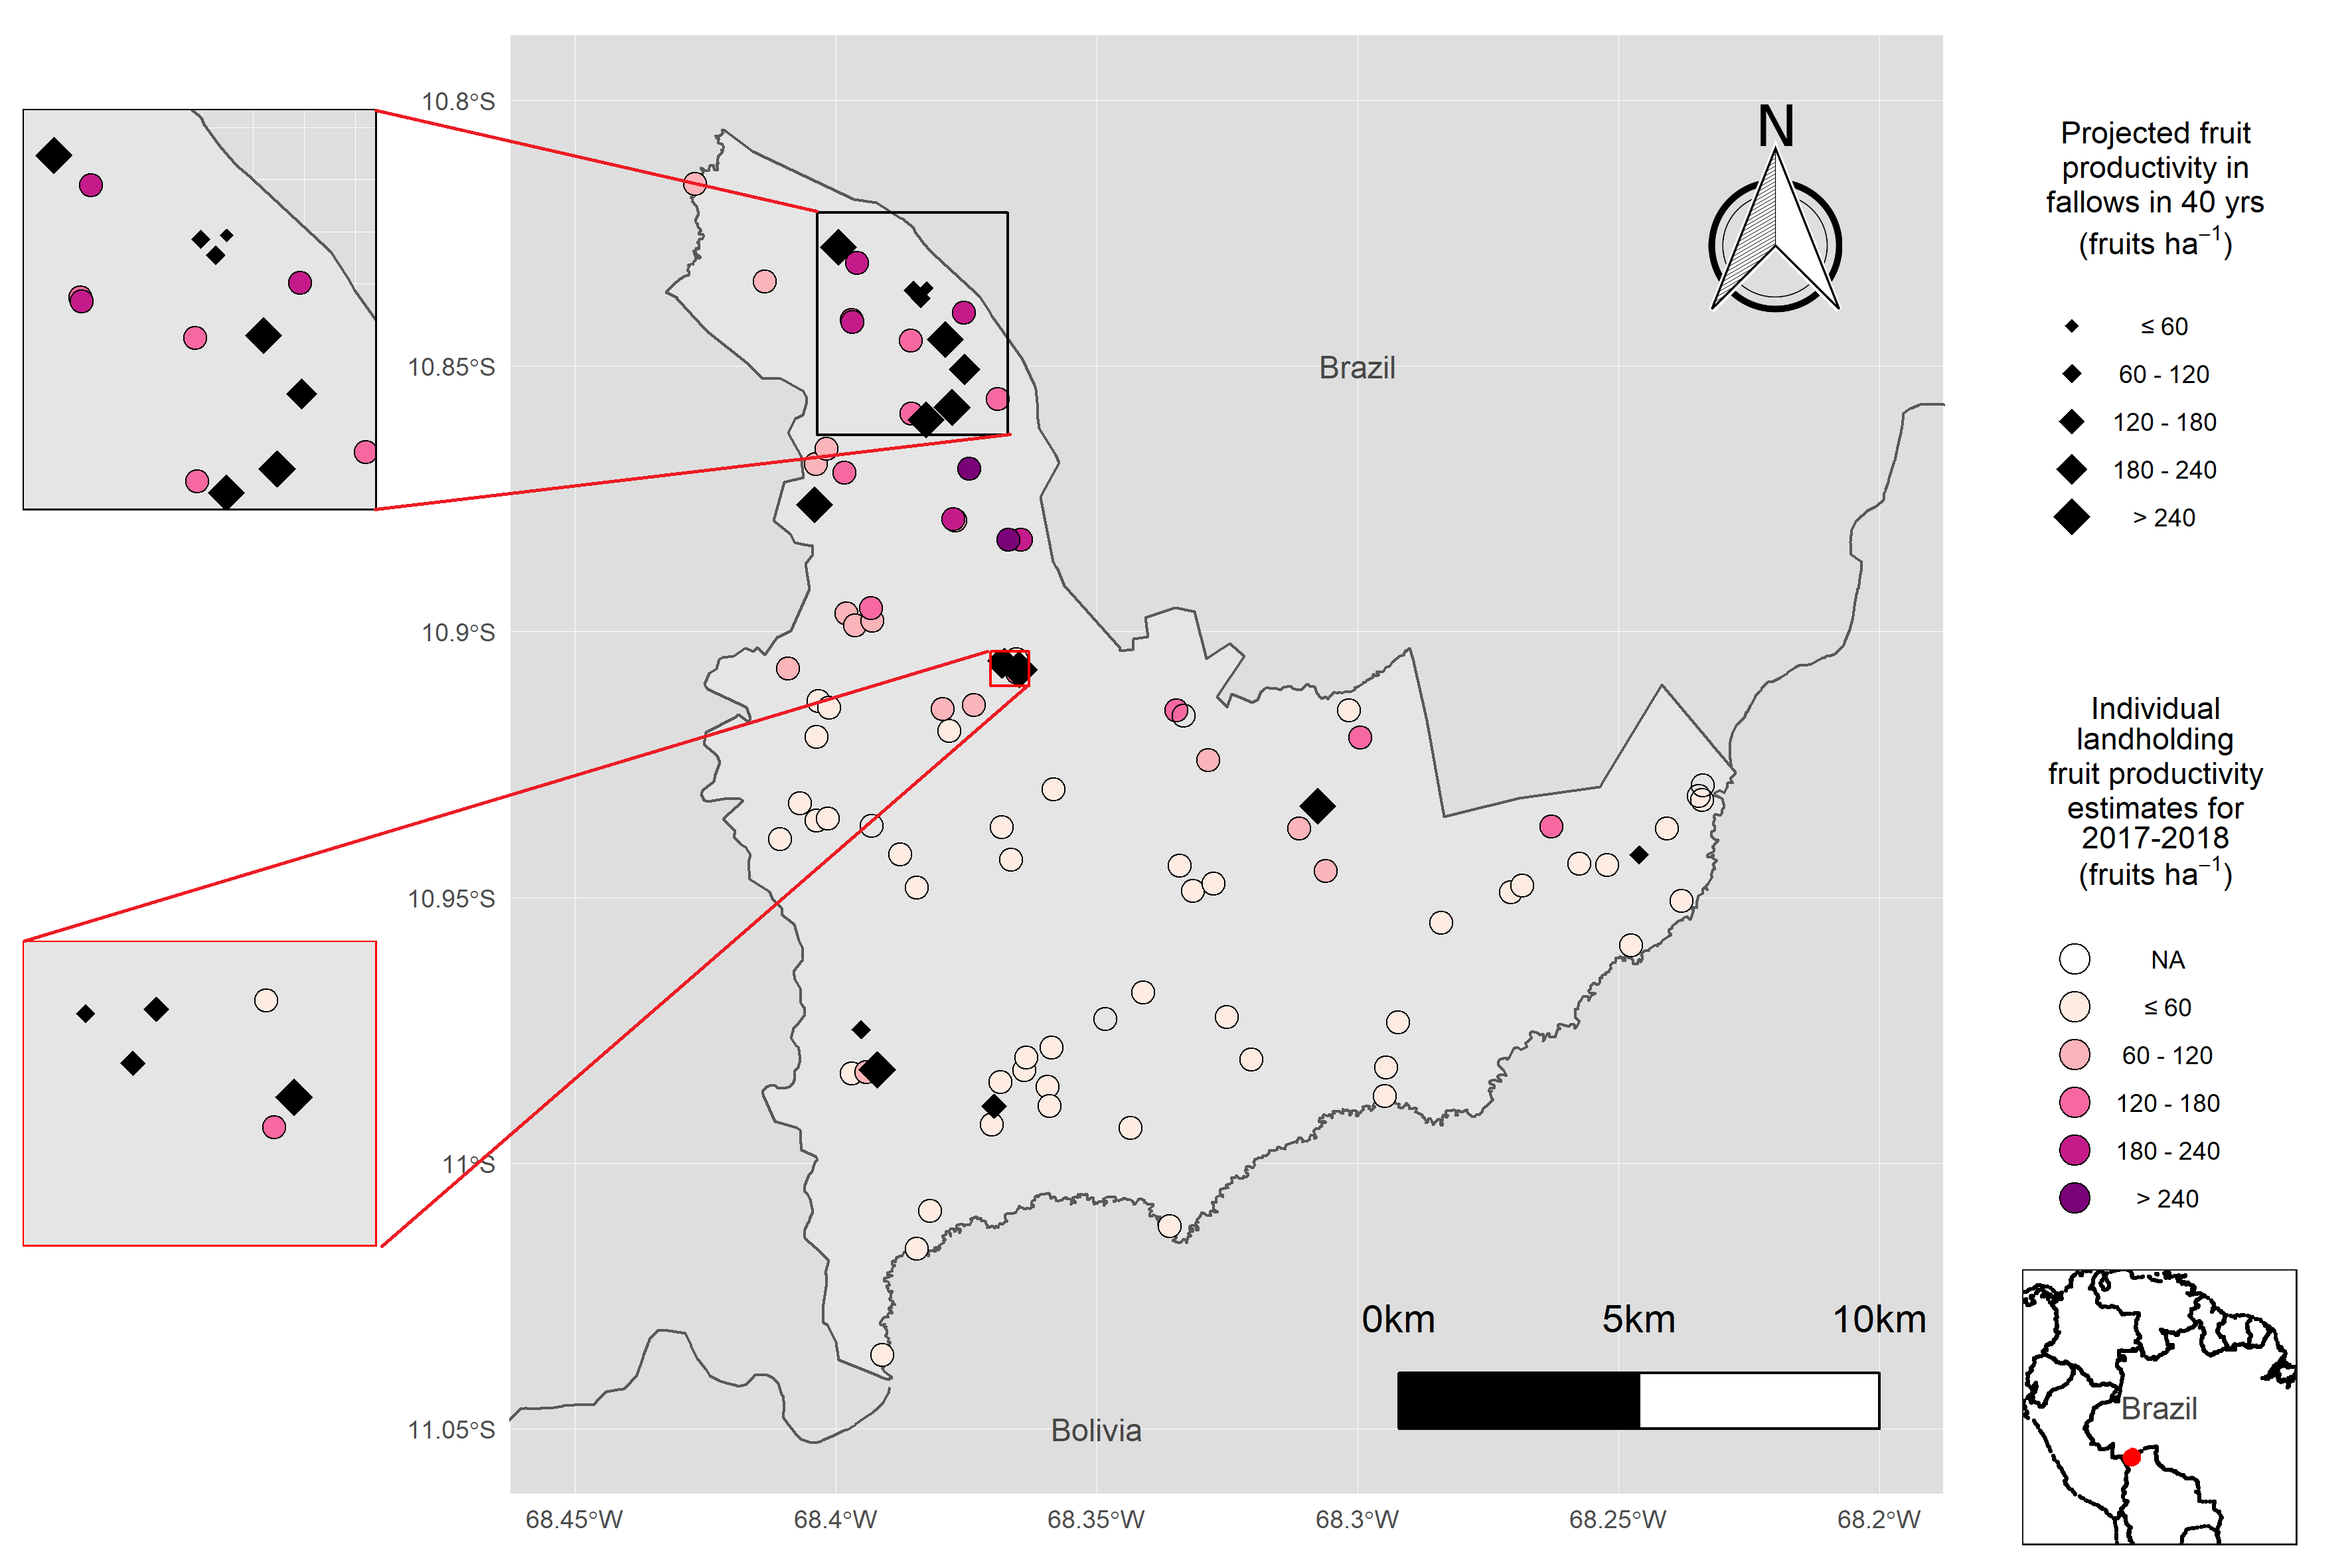 10.8°S
10.85°S
10.9°S
10.95°S
11°S
11.05°S
68.45°W
68.4°W
68.35°W
68.3°W
68.25°W
68.2°W
N
Brazil
Bolivia
0km
5km
10km
Projected fruit
productivity in
fallows in 40 yrs
(fruits ha⁻¹)
≤ 60
60 - 120
120 - 180
180 - 240
> 240
Individual
landholding
fruit productivity
estimates for
2017-2018
(fruits ha⁻¹)
NA
≤ 60
60 - 120
120 - 180
180 - 240
> 240
Brazil